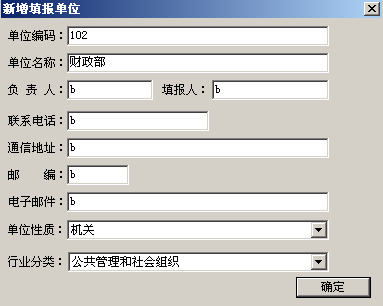 新增填报单位
单位编码：102
单位名称：财政部
负 责 人：b 填报人：b
联系电话：b
通信地址：b
邮 编：b
电子邮件：b
单位性质：机关
行业分类：公共管理和社会组织
确定